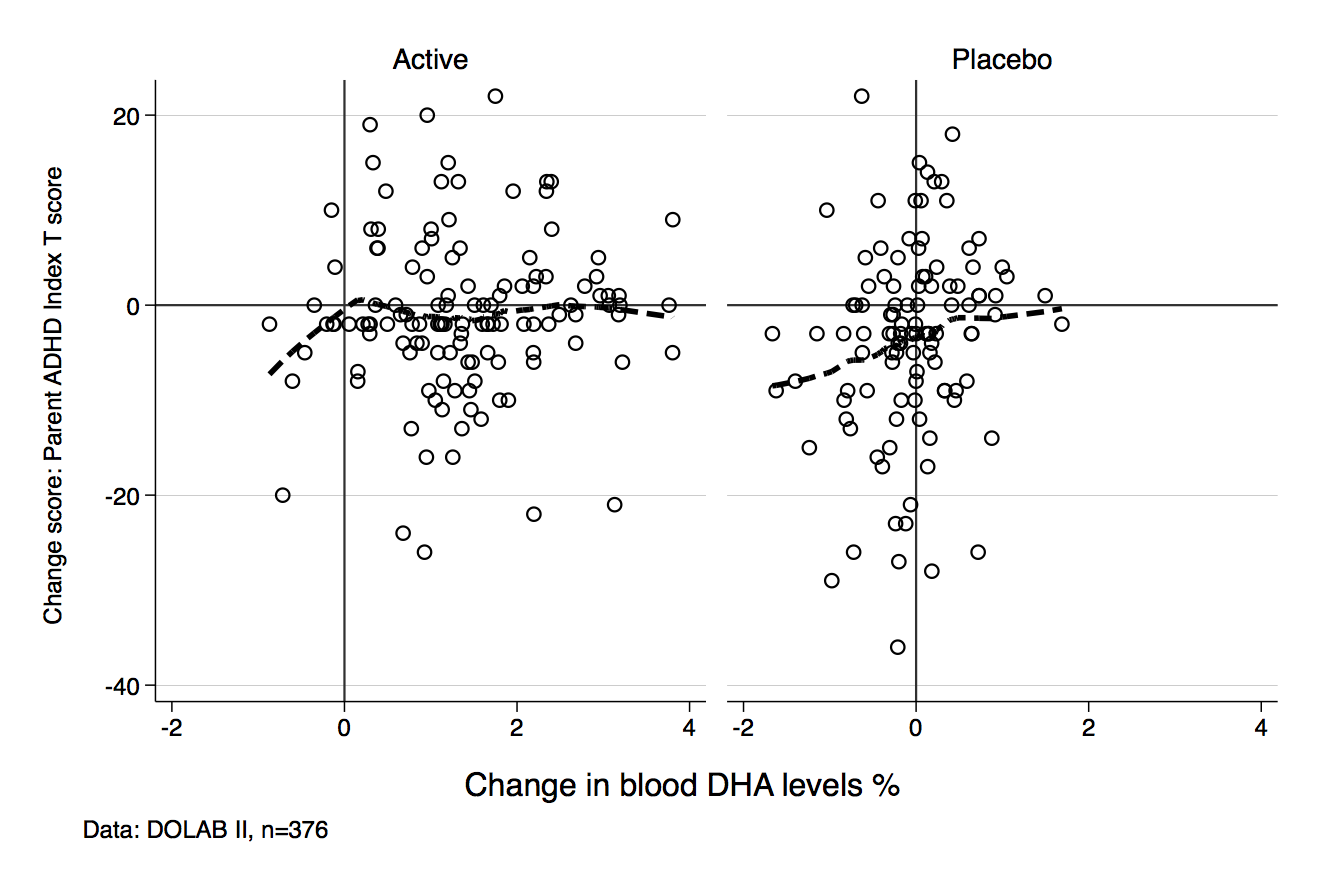 Active
Placebo
Change score: Parent ADHD Index T score
20
0
-20
-40
-2
0
2
4
-2
0
2
4
Change in blood DHA levels %
Data: DOLAB II, n=376